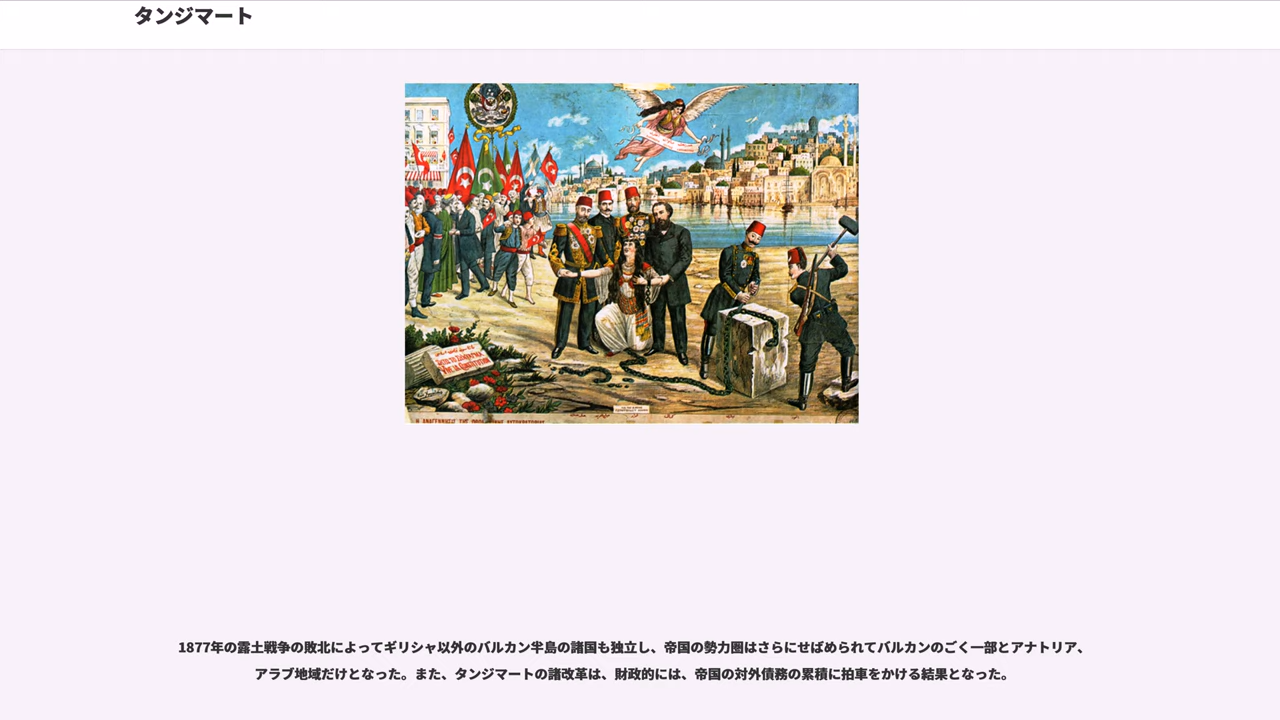 タンジマート
VIVE LA CONSTITUTION
1877年の露土戦争の敗北によってギリシャ以外のバルカン半島の諸国も独立し、帝国の勢力圏はさらにせばめられてバルカンのごく一部とアナトリア、
アラブ地域だけとなった。また、タンジマートの諸改革は、財政的には、帝国の対外債務の累積に拍車をかける結果となった。